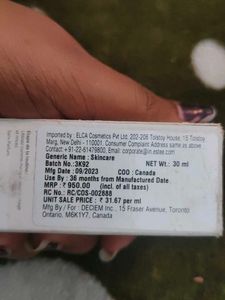 Imported by : ELCA Cosmetics Pvt Ltd, 202-206 Tolstoy House, 15 Tolstoy
Marg, New Delhi - 110001, Consumer Complaint Address same as above
Contact :+91-22-61479800, Email: corporate@in.estee.com
Generic Name : Skincare
Batch No.: 3K92 NET Wt.: 30 ml
Mfg Date : 09/2023 COO : Canada
Use By : 36 months from Manufactured Date.
MRP : ₹ 950.00 (incl. of all taxes)
RC No.: RC/COS-002888
UNIT SALE PRICE : ₹ 31.67 per ml
Mfg By / For : DECIEM Inc., 15 Fraser Avenue, Toronto
Ontario, M6K1Y7, Canada